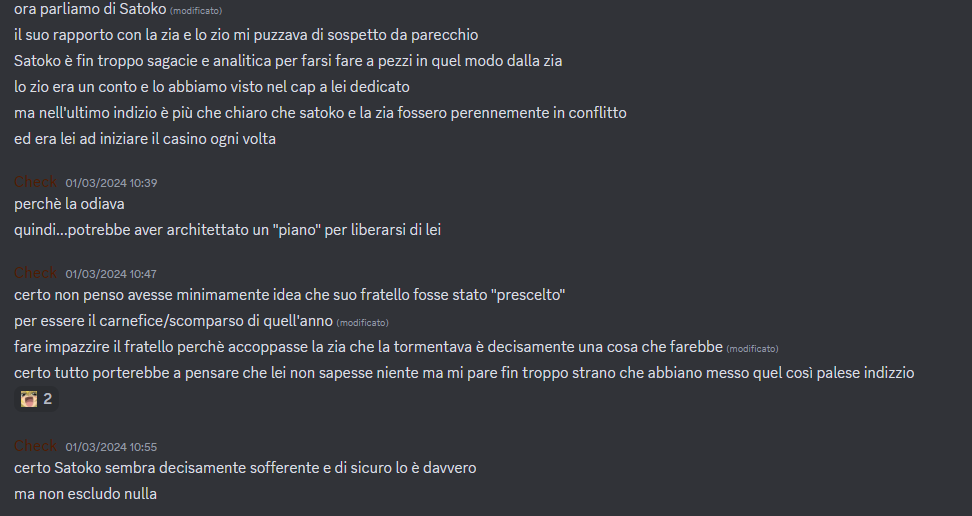 ora parliamo di Satoko (modificato)
il suo rapporto con la zia e lo zio mi puzzava di sospetto da parecchio
Satoko è fin troppo sagacie e analitica per farsi fare a pezzi in quel modo dalla zia
lo zio era un conto e lo abbiamo visto nel cap a lei dedicato
ma nell'ultimo indizio è più che chiaro che satoko e la zia fossero perennemente in conflitto
ed era lei ad iniziare il casino ogni volta
Check 01/03/2024 10:39
perchè la odiava
quindi...potrebbe aver architettato un "piano" per liberarsi di lei
Check 01/03/2024 10:47
certo non penso avesse minimamente idea che suo fratello fosse stato "prescelto"
per essere il carnefice/scomparso di quell'anno (modificato)
fare impazzire il fratello perchè accoppasse la zia che la tormentava è decisamente una cosa che farebbe (modificato)
certo tutto porterebbe a pensare che lei non sapesse niente ma mi pare fin troppo strano che abbiano messo quel così palese indizzio
2
Check 01/03/2024 10:55
certo Satoko sembra decisamente sofferente e di sicuro lo è davvero
ma non escludo nulla